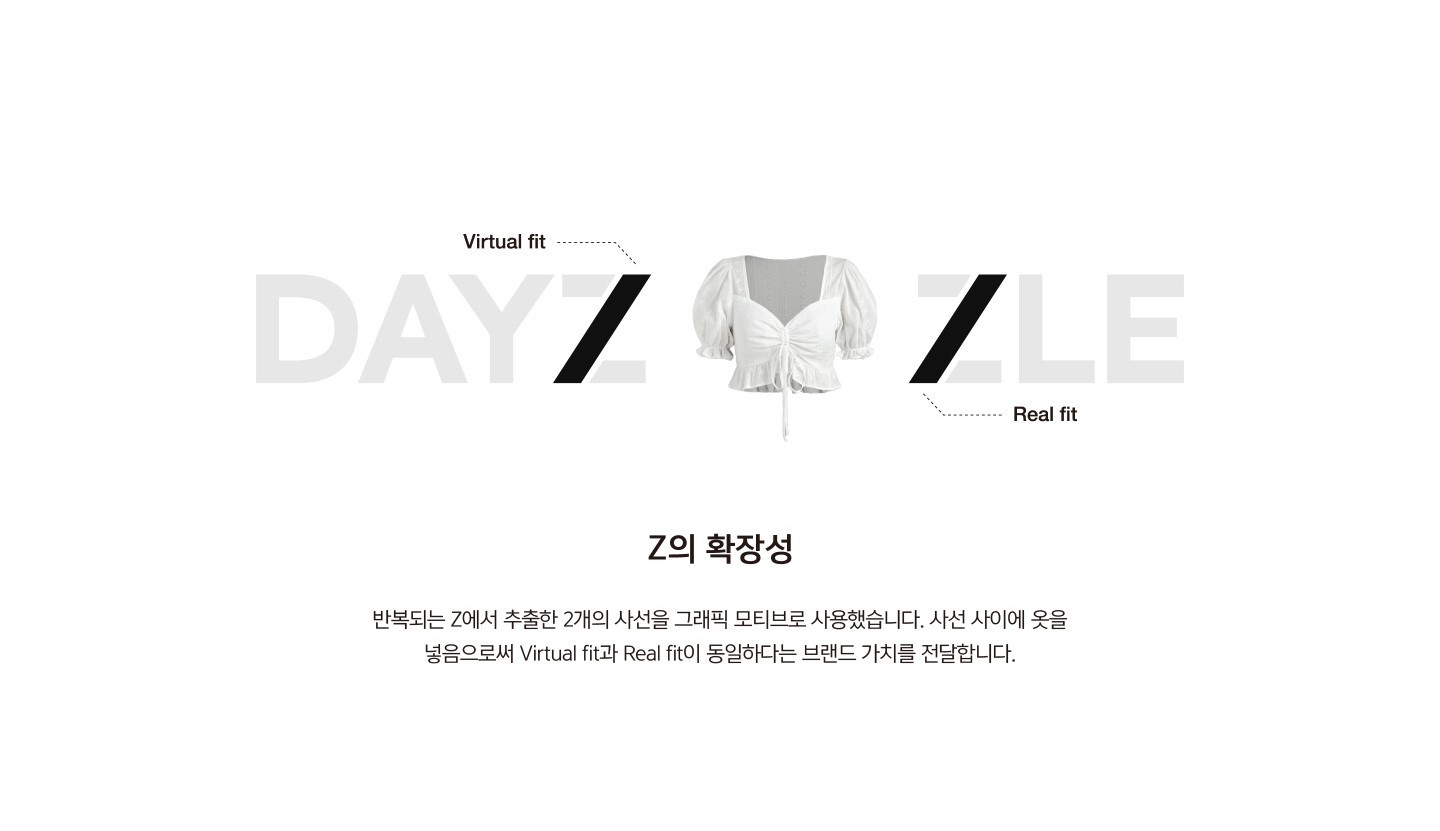 Virtual fit
DAYZ ZLE
Real fit
Z의 확장성
반복되는 Z에서 추출한 2개의 사선을 그래픽 모티브로 사용했습니다. 사선 사이에 옷을
넣음으로써 Virtual fit과 Real fit이 동일하다는 브랜드 가치를 전달합니다.